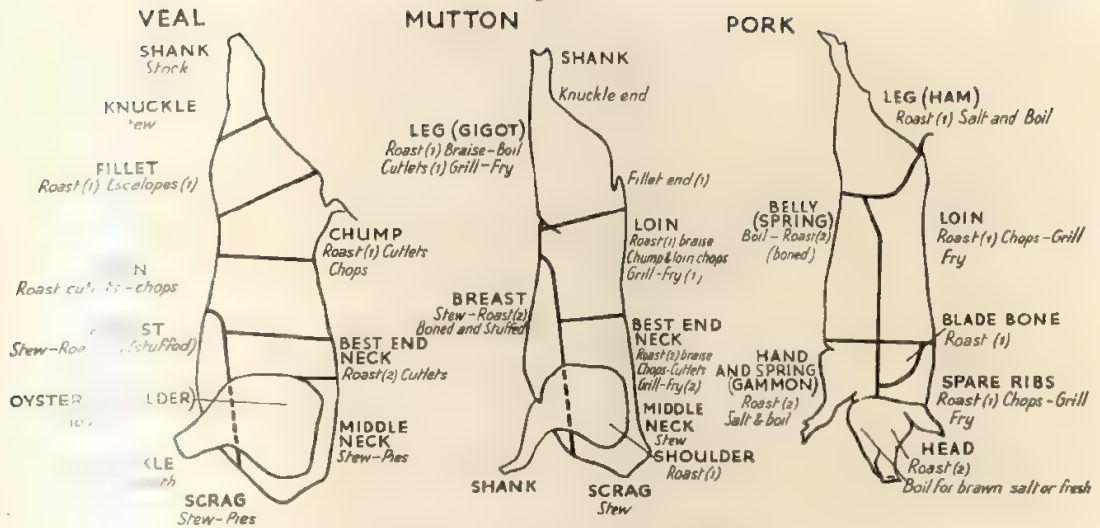 VEAL
SHANK
Stock
KNUCKLE
FILLET
Roast (1) Escalopes (1)
CHUMP
Roast (1) Cutlets
Chops
Roast chops
Stew-
(stuffed)
BEST END
NECK
Roast (2) Cutlets
OYSTER
MIDDLE
NECK
Stew-Pies
SCRAG
Stew-Pies
MUTTON
SHANK
Knuckle end
LEG (GIGOT)
Roast (1) Braise-Boil
Cutlets (1) Grill-Fry
Fillet end (1)
LOIN
Roast (1) braise
Chump & loin chops
Grill-Fry (1)
BREAST
Stew-Roast (2)
Boned and Stuffed
BEST END
NECK
Roast (2) braise
Chops-Cutlets
Grill-Fry (2)
MIDDLE
NECK
Stew
SHOULDER
Roast (1)
SHANK
SCRAG
Stew
PORK
LEG (HAM)
Roast (1) Salt and Boil
BELLY
(SPRING)
Boil - Roast (2)
(boned)
LOIN
Roast (1) Chops-Grill
Fry
BLADE BONE
Roast (1)
HAND
AND SPRING
(GAMMON)
Roast (2)
Salt & boil
SPARE RIBS
Roast (1) Chops-Grill
Fry
HEAD
Roast (2)
Boil for brawn salt or fresh